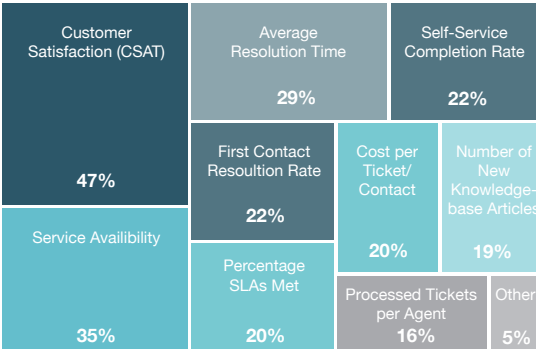 Customer
Satisfaction (CSAT)
47%
Average
Resolution Time
29%
Self-Service
Completion Rate
22%
First Contact
Resoultion Rate
22%
Cost per
Ticket/
Contact
20%
Number of
New
Knowledge-
base Articles
19%
Service Availibility
35%
Percentage
SLAs Met
20%
Processed Tickets
per Agent
16%
Other
5%